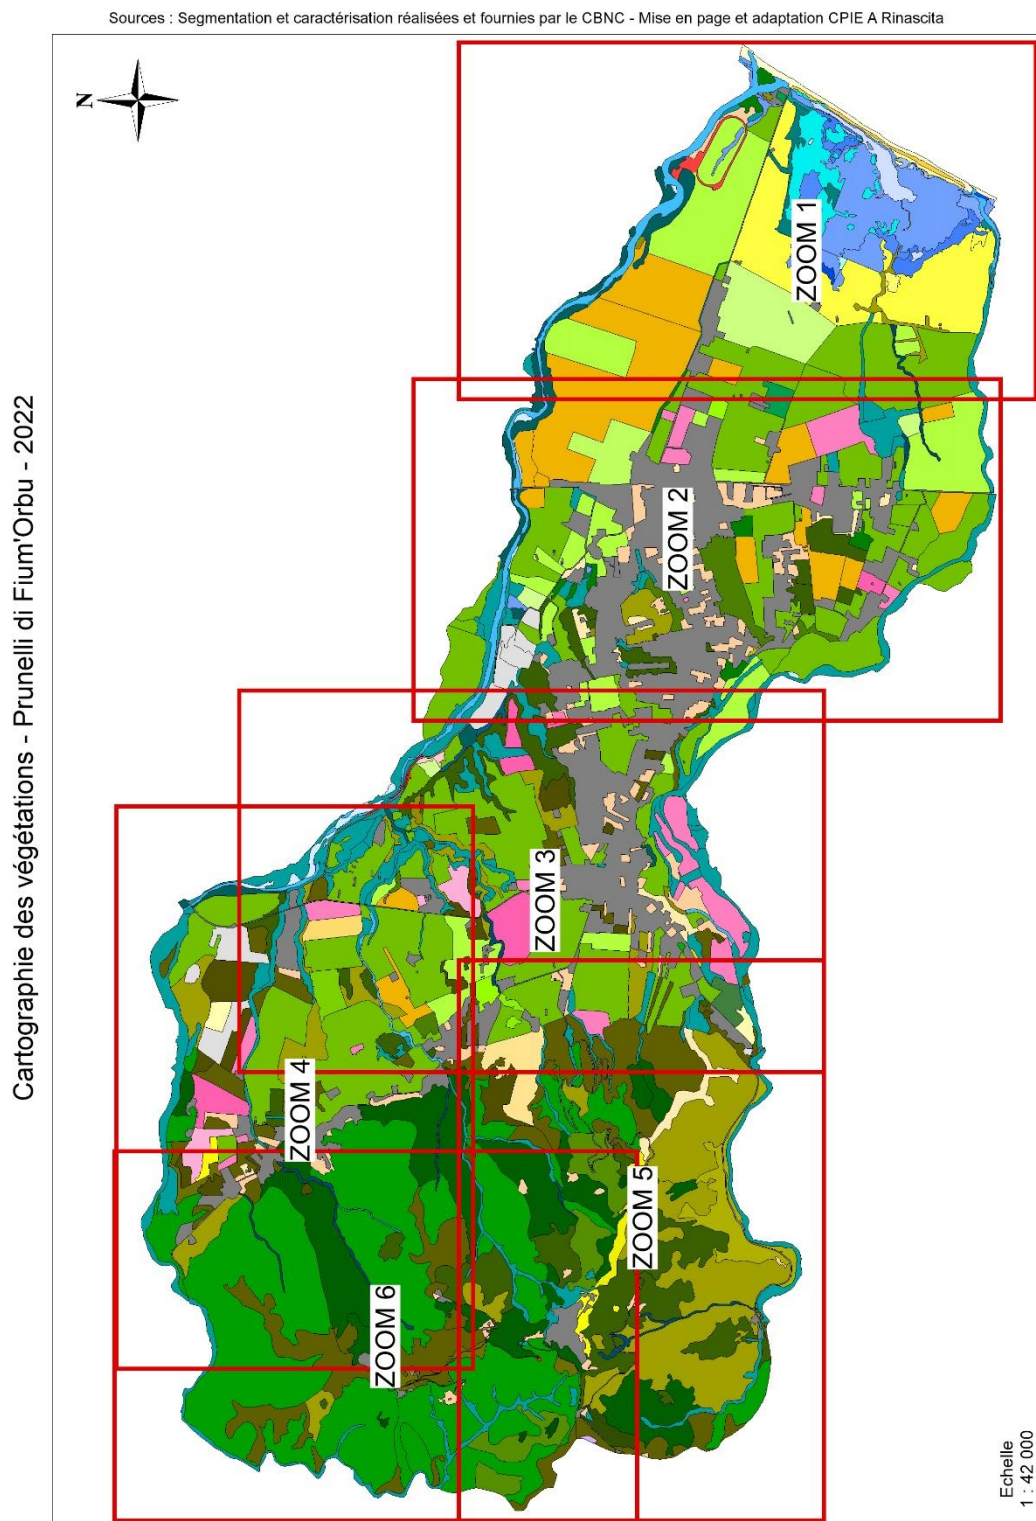 Sources : Segmentation et caractérisation réalisées et fournies par le CBNC - Mise en page et adaptation CPIE A Rinascita
Cartographie des végétations - Prunelli di Fium'Orbu - 2022
N
ZOOM 1
ZOOM 2
ZOOM 3
ZOOM 4
ZOOM 5
ZOOM 6
Echelle
1 : 42 000